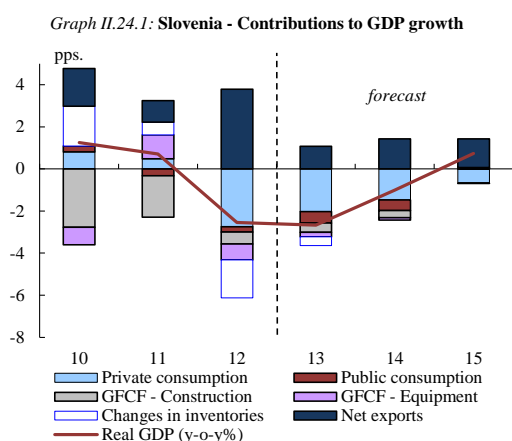 Graph II.24.1: Slovenia - Contributions to GDP growth
pps.
forecast
4
2
0
-2
-4
-6
-8
10 11 12 13 14 15
Private consumption Public consumption
GFCF - Construction GFCF - Equipment
Changes in inventories Net exports
Real GDP (y-o-y%)